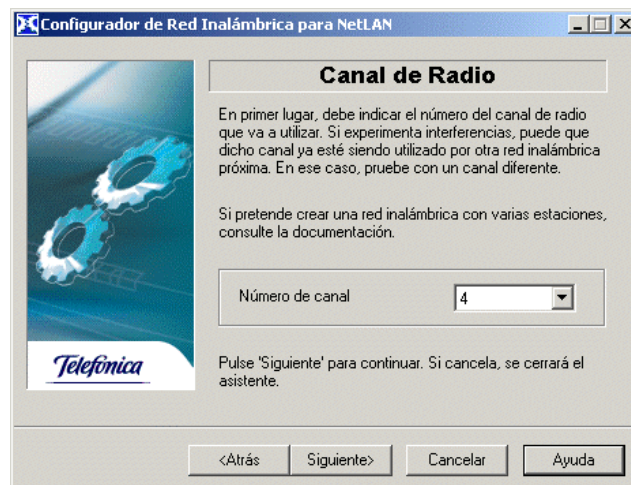 Configurador de Red Inalámbrica para NetLAN
Canal de Radio
En primer lugar, debe indicar el número del canal de radio
que va a utilizar. Si experimenta interferencias, puede que
dicho canal ya esté siendo utilizado por otra red inalámbrica
próxima. En ese caso, pruebe con un canal diferente.
Si pretende crear una red inalámbrica con varias estaciones,
consulte la documentación.
Número de canal 4
Telefónica
Pulse 'Siguiente' para continuar. Si cancela, se cerrará el
asistente.
<Atrás Siguiente> Cancelar Ayuda